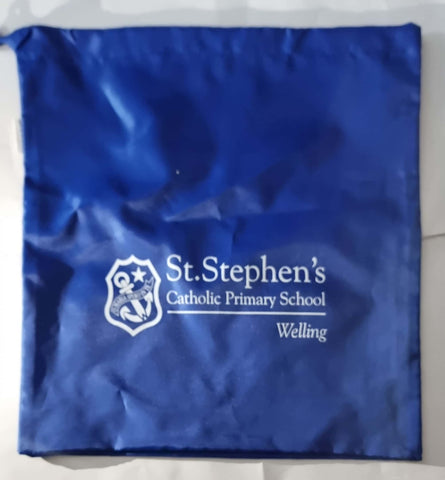 St.Stephen's
Catholic Primary School
Welling